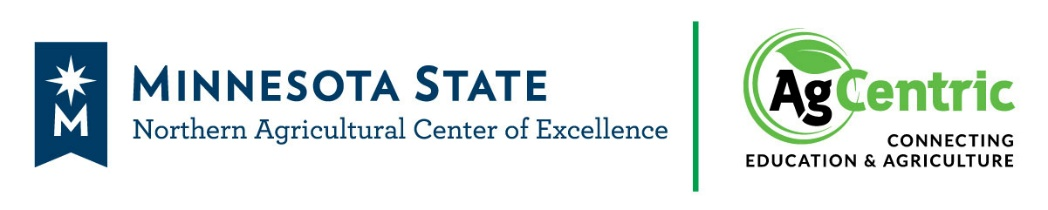 M
MINNESOTA STATE
Northern Agricultural Center of Excellence
AgCentric
CONNECTING
EDUCATION & AGRICULTURE